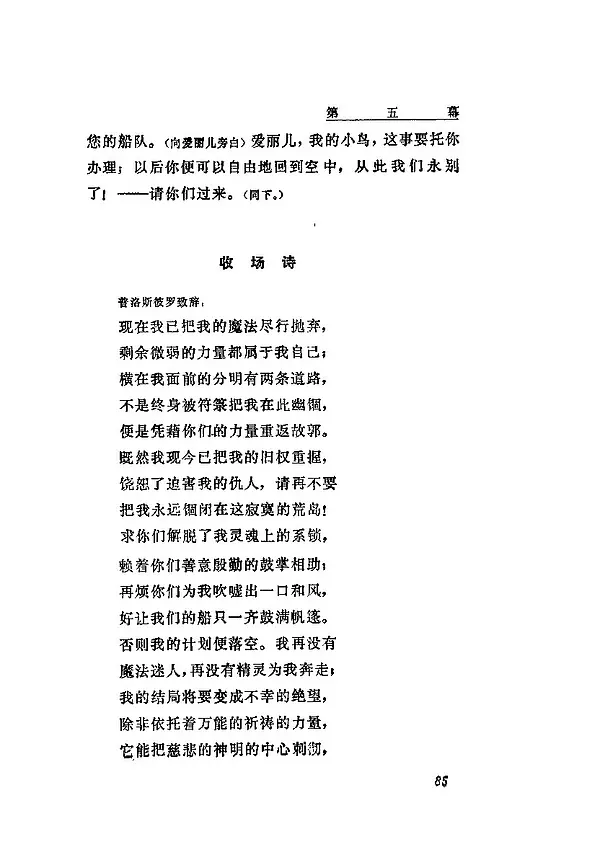 第五幕
您的船队。（向爱丽儿旁白）爱丽儿，我的小鸟，这事要托你
办理；以后你便可以自由地回到空中，从此我们永别
了！——请你们过来。（同下。）
收场诗
普洛斯彼罗致辞：
现在我已把我的魔法尽行抛弃，
剩余微弱的力量都属于我自己；
横在我面前的分明有两条道路，
不是终身被符箓把我在此幽锢，
便是凭藉你们的力量重返故郭。
既然我现今已把我的旧权重握，
饶恕了迫害我的仇人，请再不要
把我永远锢闭在这寂寞的荒岛！
求你们解脱了我灵魂上的系锁，
赖着你们善意殷勤的鼓掌相助；
再烦你们为我吹嘘出一口和风，
好让我们的船只一齐鼓满帆篷。
否则我的计划便落空。我再没有
魔法迷人，再没有精灵为我奔走；
我的结局将要变成不幸的绝望，
除非依托着万能的祈祷的力量，
它能把慈悲的神明的中心刺彻，
85